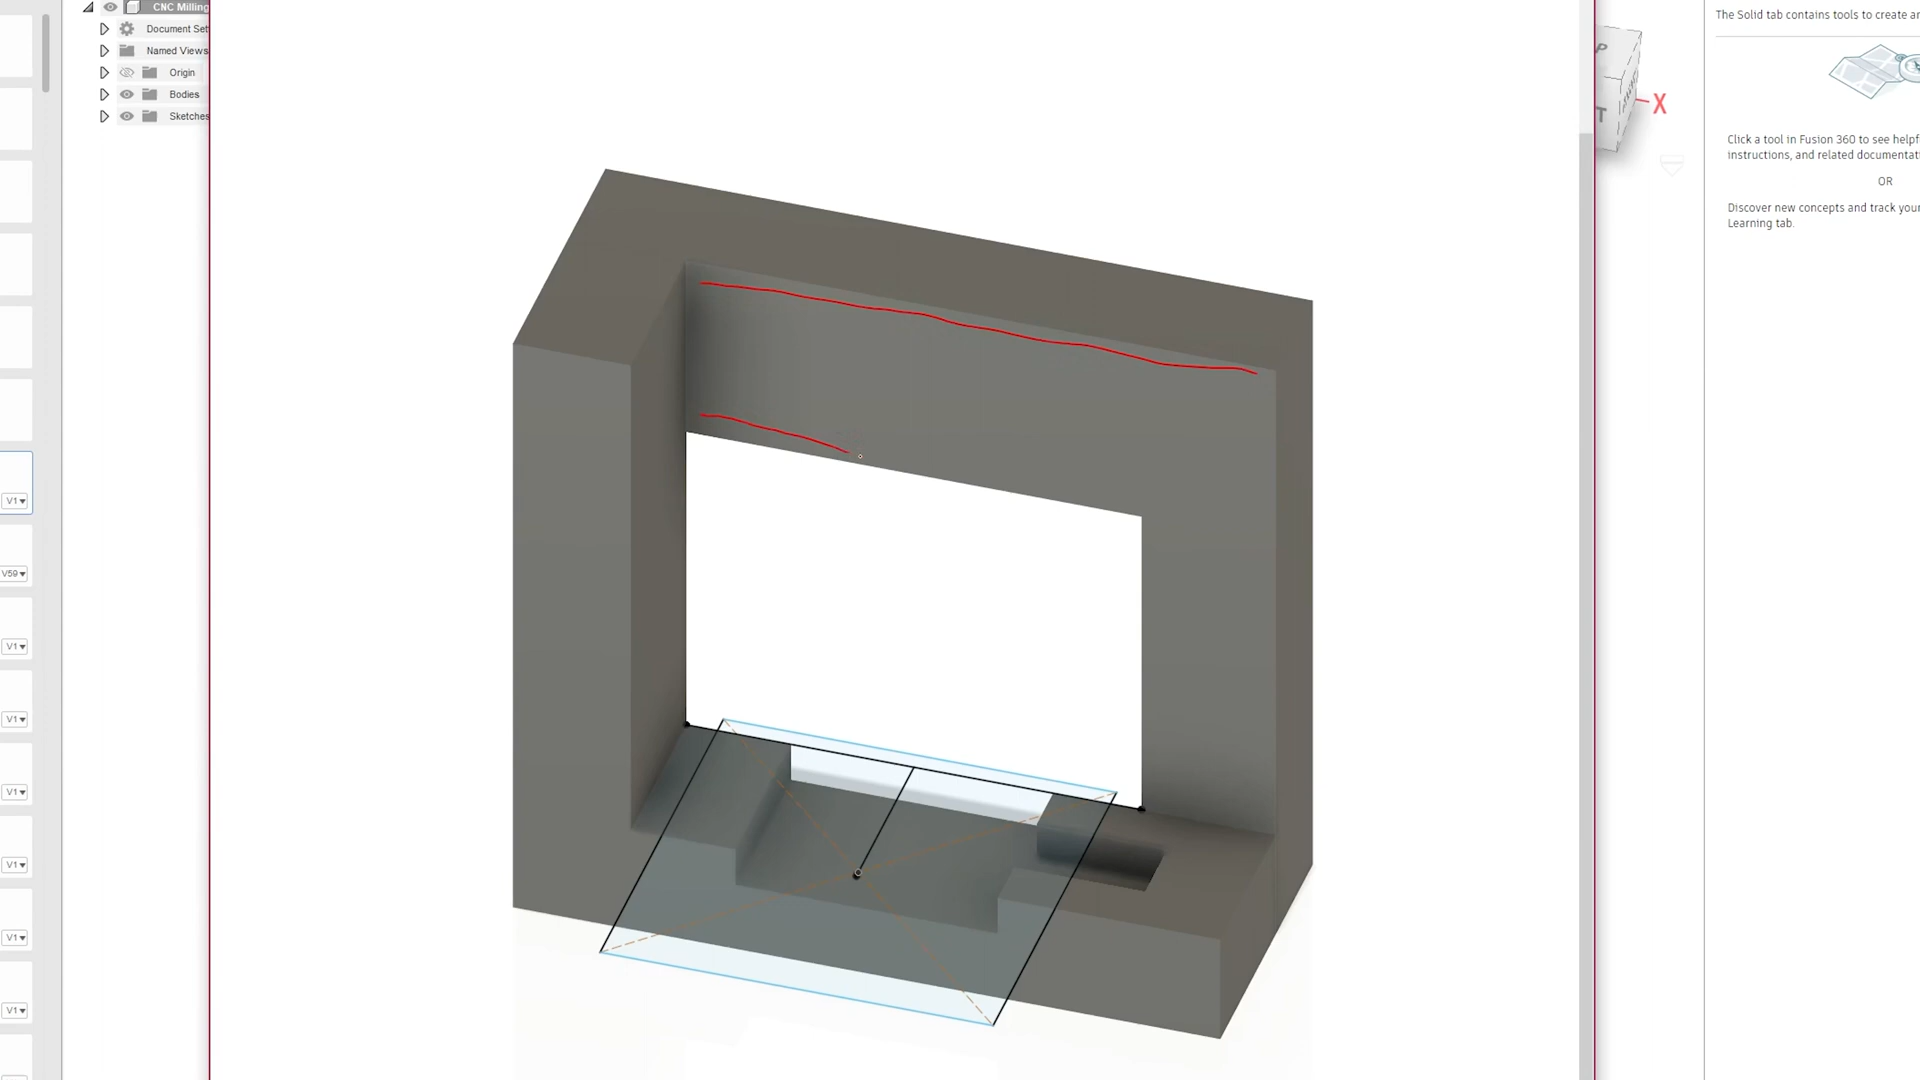 CNC Milling
Document Set
Named Views
Origin
Bodies
Sketches
V1
V59
V1
V1
V1
V1
V1
V1
P
T
X
The Solid tab contains tools to create an
Click a tool in Fusion 360 to see helpf
instructions, and related documentati
OR
Discover new concepts and track your
Learning tab.